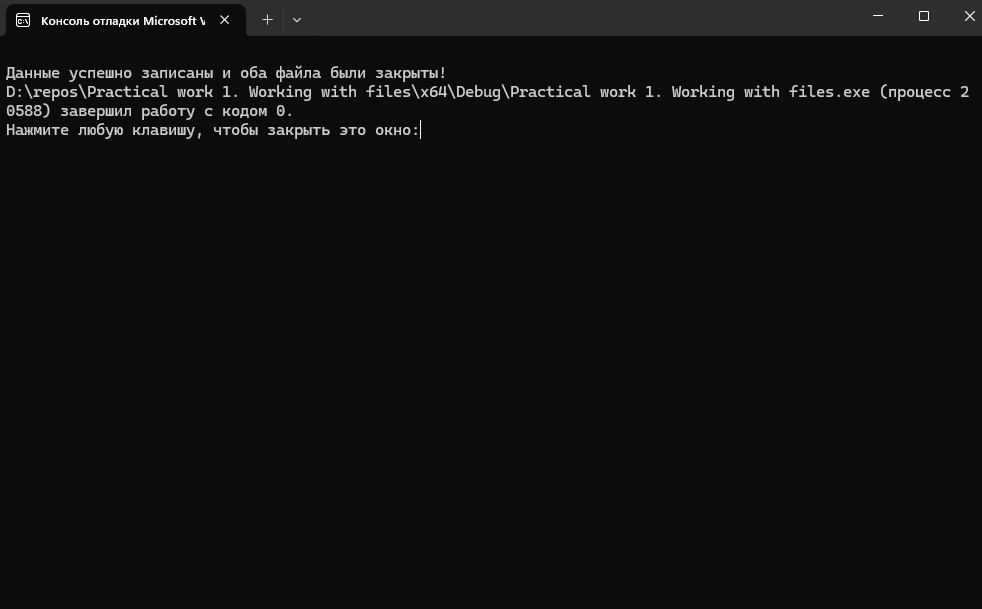 Консоль отладки Microsoft V
Данные успешно записаны и оба файла были закрыты!
D:\repos\Practical work 1. Working with files\x64\Debug\Practical work 1. Working with files.exe (процесс 2
0588) завершил работу с кодом 0.
Нажмите любую клавишу, чтобы закрыть это окно: